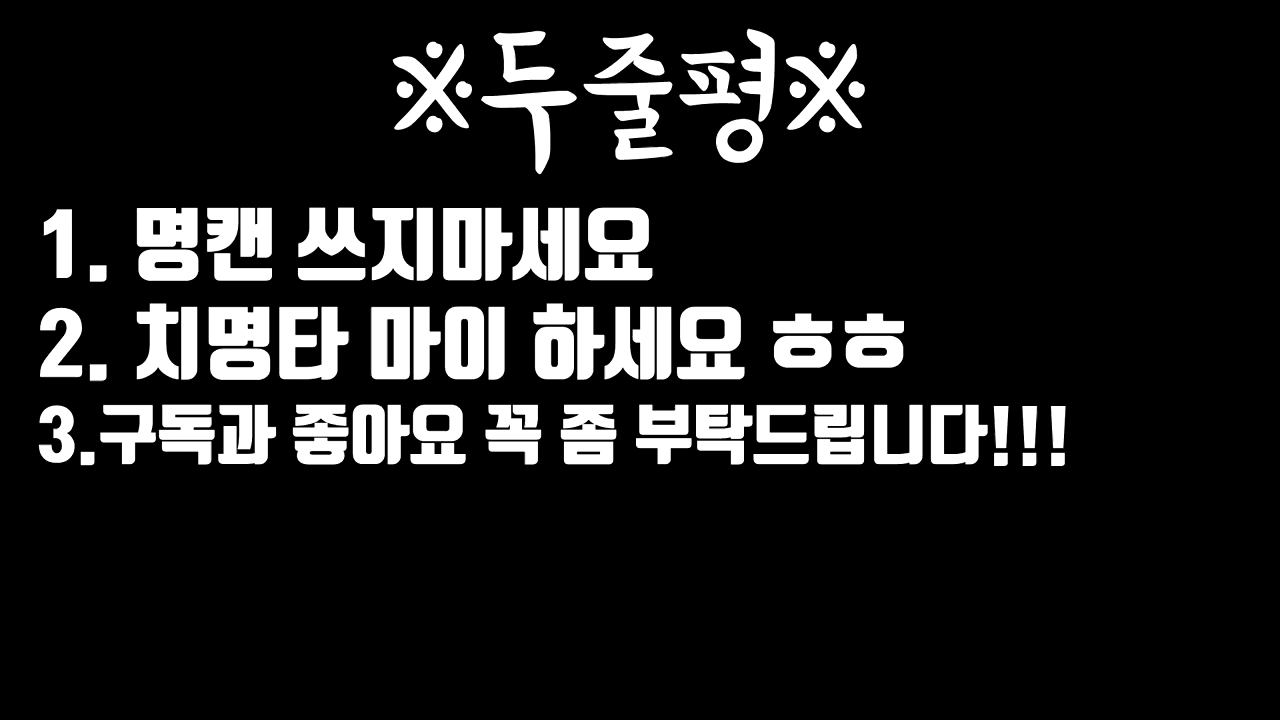 ※두줄평※
1. 명캔 쓰지마세요
2. 치명타 마이 하세요 ㅎㅎ
3.구독과 좋아요 꼭 좀 부탁드립니다!!!